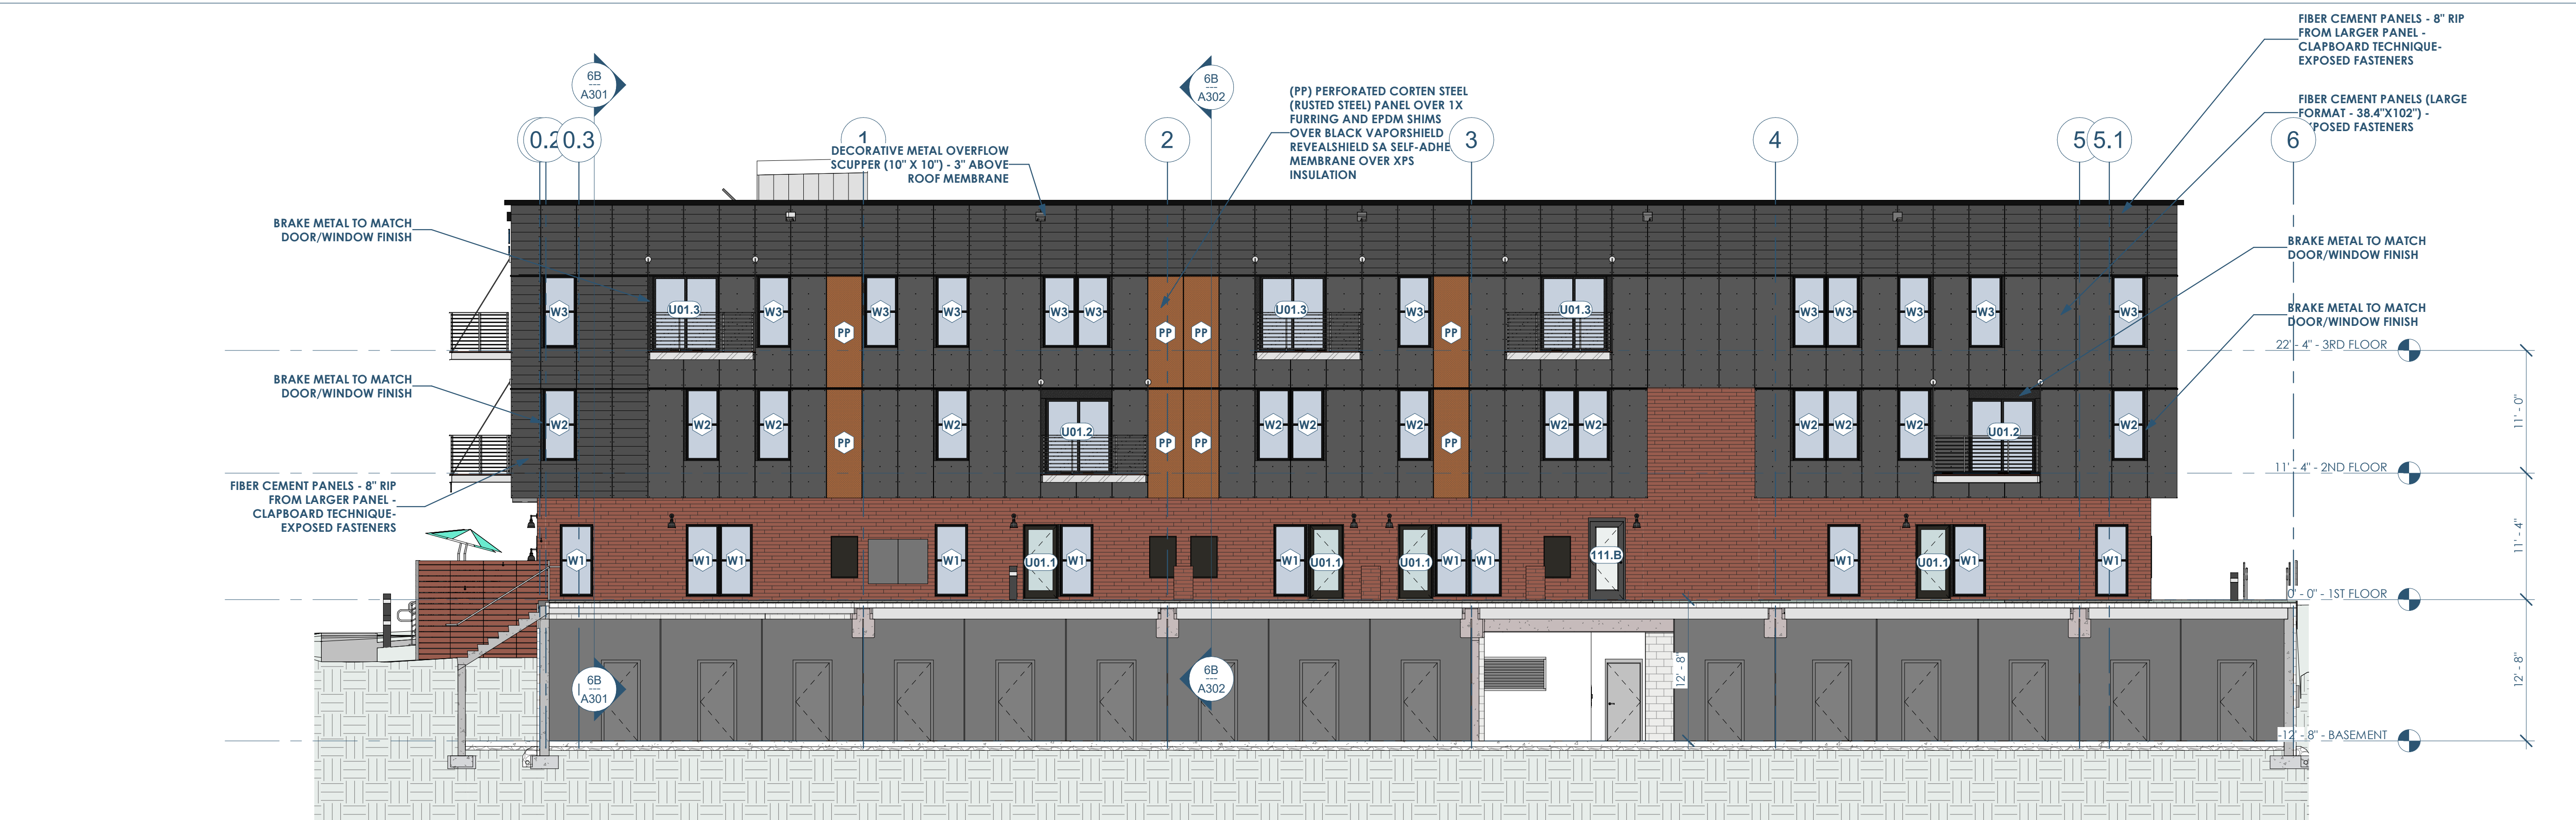 FIBER CEMENT PANELS - 8" RIP
FROM LARGER PANEL -
CLAPBOARD TECHNIQUE-
EXPOSED FASTENERS
6B
---
A301
6B
---
A302
(PP) PERFORATED CORTEN STEEL
(RUSTED STEEL) PANEL OVER 1X
FURRING AND EPDM SHIMS
OVER BLACK VAPORSHIELD
REVEALSHIELD SA SELF-ADHE
MEMBRANE OVER XPS
INSULATION
FIBER CEMENT PANELS (LARGE
FORMAT - 38.4"X102") -
POSED FASTENERS
0.2
0.3
1
2
3
4
5
5.1
6
DECORATIVE METAL OVERFLOW
SCUPPER (10" X 10") - 3" ABOVE
ROOF MEMBRANE
BRAKE METAL TO MATCH
DOOR/WINDOW FINISH
BRAKE METAL TO MATCH
DOOR/WINDOW FINISH
BRAKE METAL TO MATCH
DOOR/WINDOW FINISH
W3 U01.3 W3 PP W3 W3 W3 W3 PP PP U01.3 W3 PP U01.3 W3 W3 W3 W3 W3
22' - 4" - 3RD FLOOR
BRAKE METAL TO MATCH
DOOR/WINDOW FINISH
W2 W2 W2 PP W2 U01.2 PP PP W2 W2 W2 PP W2 W2 W2 W2 W2 U01.2 W2
11' - 0"
11' - 4" - 2ND FLOOR
FIBER CEMENT PANELS - 8" RIP
FROM LARGER PANEL -
CLAPBOARD TECHNIQUE-
EXPOSED FASTENERS
W1 W1 W1 W1 U01.1 W1 W1 U01.1 U01.1 W1 W1 111.B W1 U01.1 W1 W1
11' - 4"
0' - 0" - 1ST FLOOR
6B
---
A301
6B
---
A302
12' - 8"
12' - 8"
-12' - 8" - BASEMENT